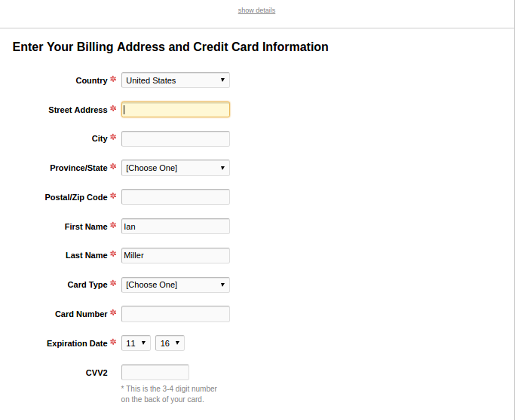 show details
Enter Your Billing Address and Credit Card Information
Country * United States
Street Address *
City *
Province/State * [Choose One]
Postal/Zip Code *
First Name * Ian
Last Name * Miller
Card Type * [Choose One]
Card Number *
Expiration Date * 11 16
CVV2
* This is the 3-4 digit number
on the back of your card.